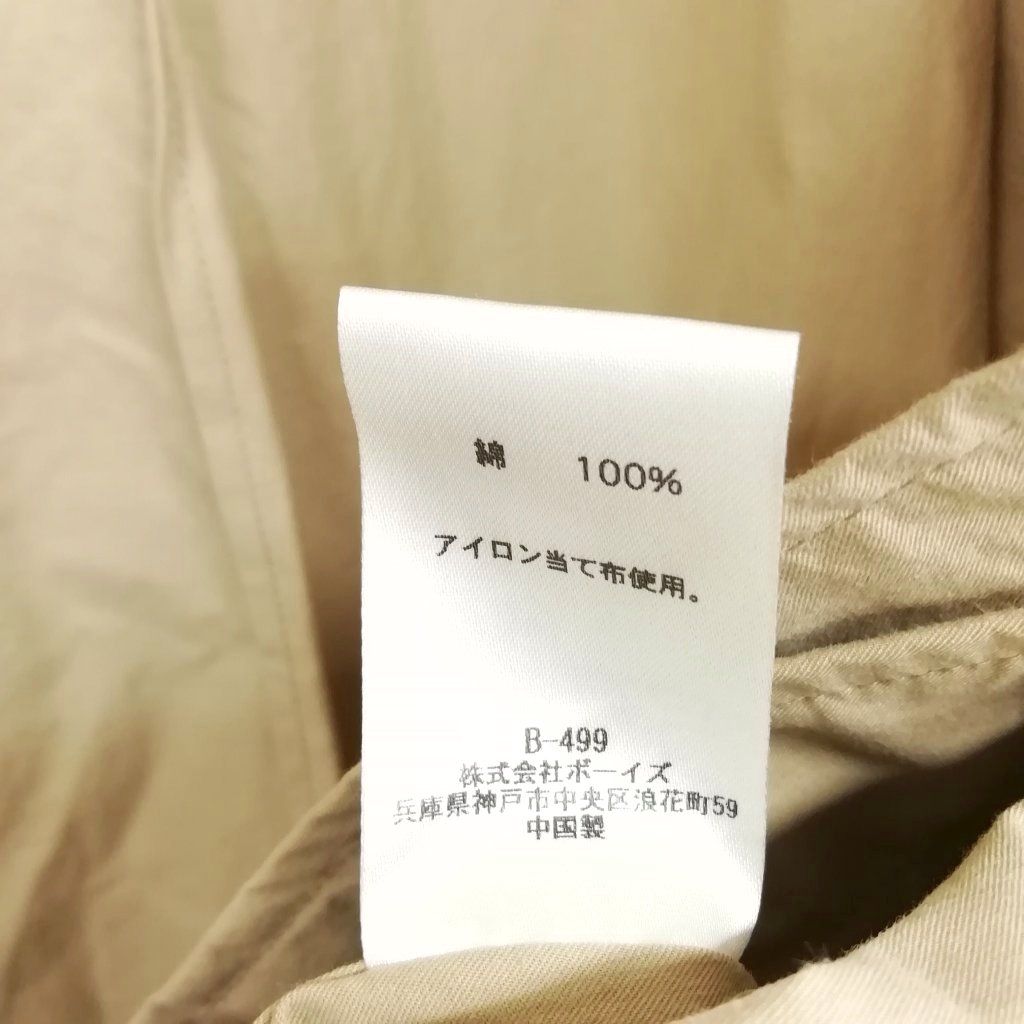 綿 100%
アイロン当て布使用。
B-499
株式会社ボーイズ
兵庫県神戸市中央区浪花町59
中国製